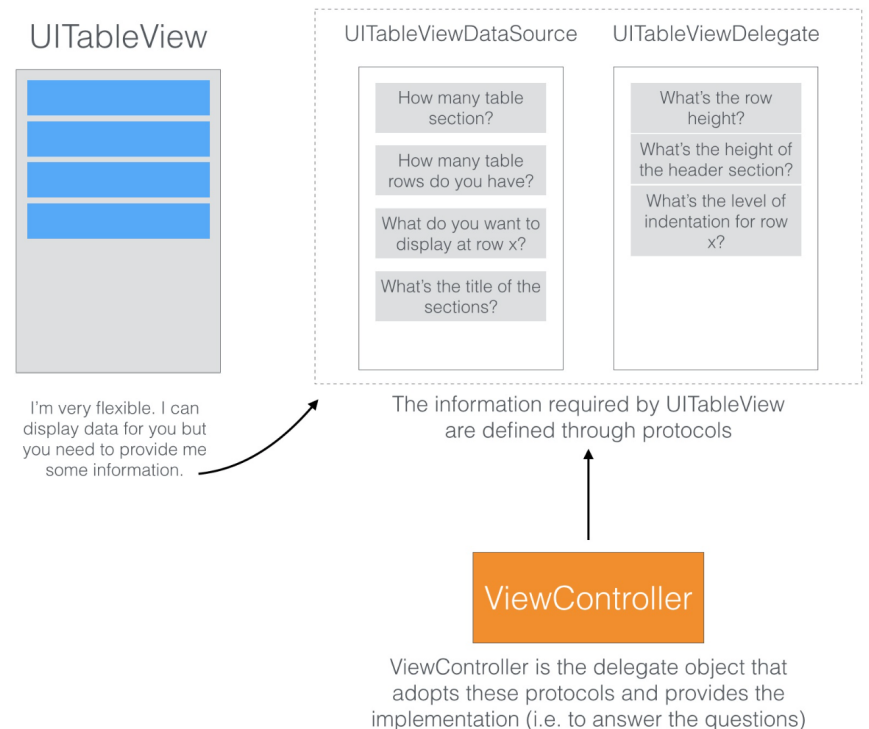 UITableView
I'm very flexible. I can
display data for you but
you need to provide me
some information.
UITableViewDataSource
How many table
section?
How many table
rows do you have?
What do you want to
display at row x?
What's the title of the
sections?
UITableViewDelegate
What's the row
height?
What's the height of
the header section?
What's the level of
indentation for row
x?
The information required by UITableView
are defined through protocols
ViewController
ViewController is the delegate object that
adopts these protocols and provides the
implementation (i.e. to answer the questions)